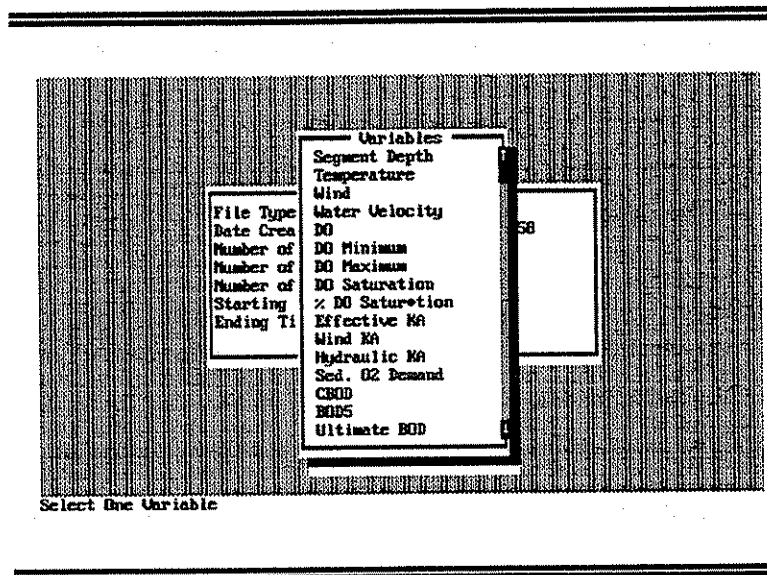 Variables
Segment Depth
Temperature
Wind
Water Velocity
DO
DO Minimum
DO Maximum
DO Saturation
% DO Saturation
Effective KA
Wind KA
Hydraulic KA
Sed. O2 Demand
CBOD
BOD5
Ultimate BOD
File Type
Date Crea
58
Number of
Number of
Number of
Starting
Ending Ti
Select One Variable